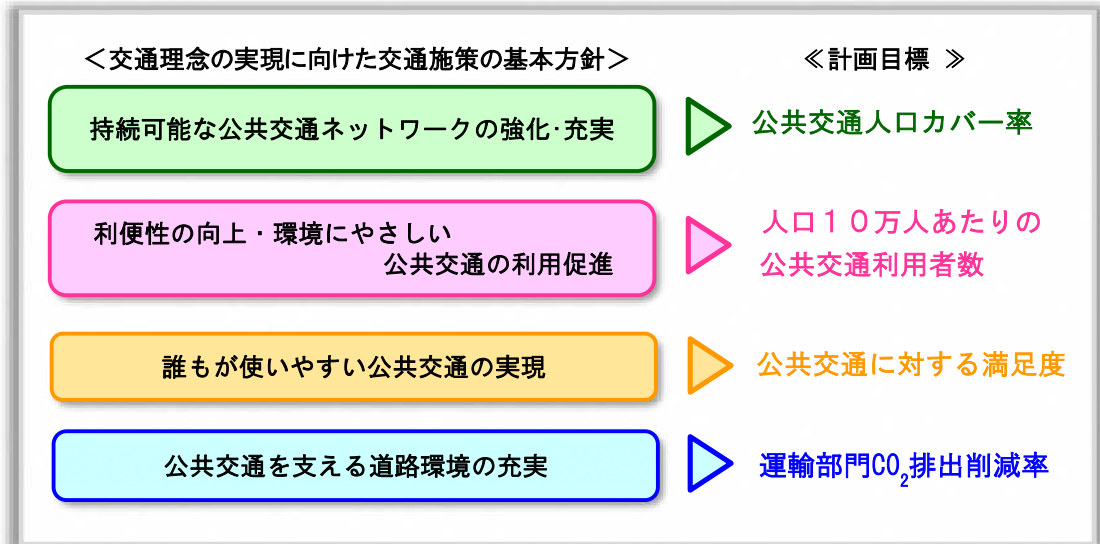 ＜交通理念の実現に向けた交通施策の基本方針＞
≪計画目標 ≫
持続可能な公共交通ネットワークの強化・充実
公共交通人口カバー率
利便性の向上・環境にやさしい
公共交通の利用促進
人口１０万人あたりの
公共交通利用者数
誰もが使いやすい公共交通の実現
公共交通に対する満足度
公共交通を支える道路環境の充実
運輸部門CO₂排出削減率